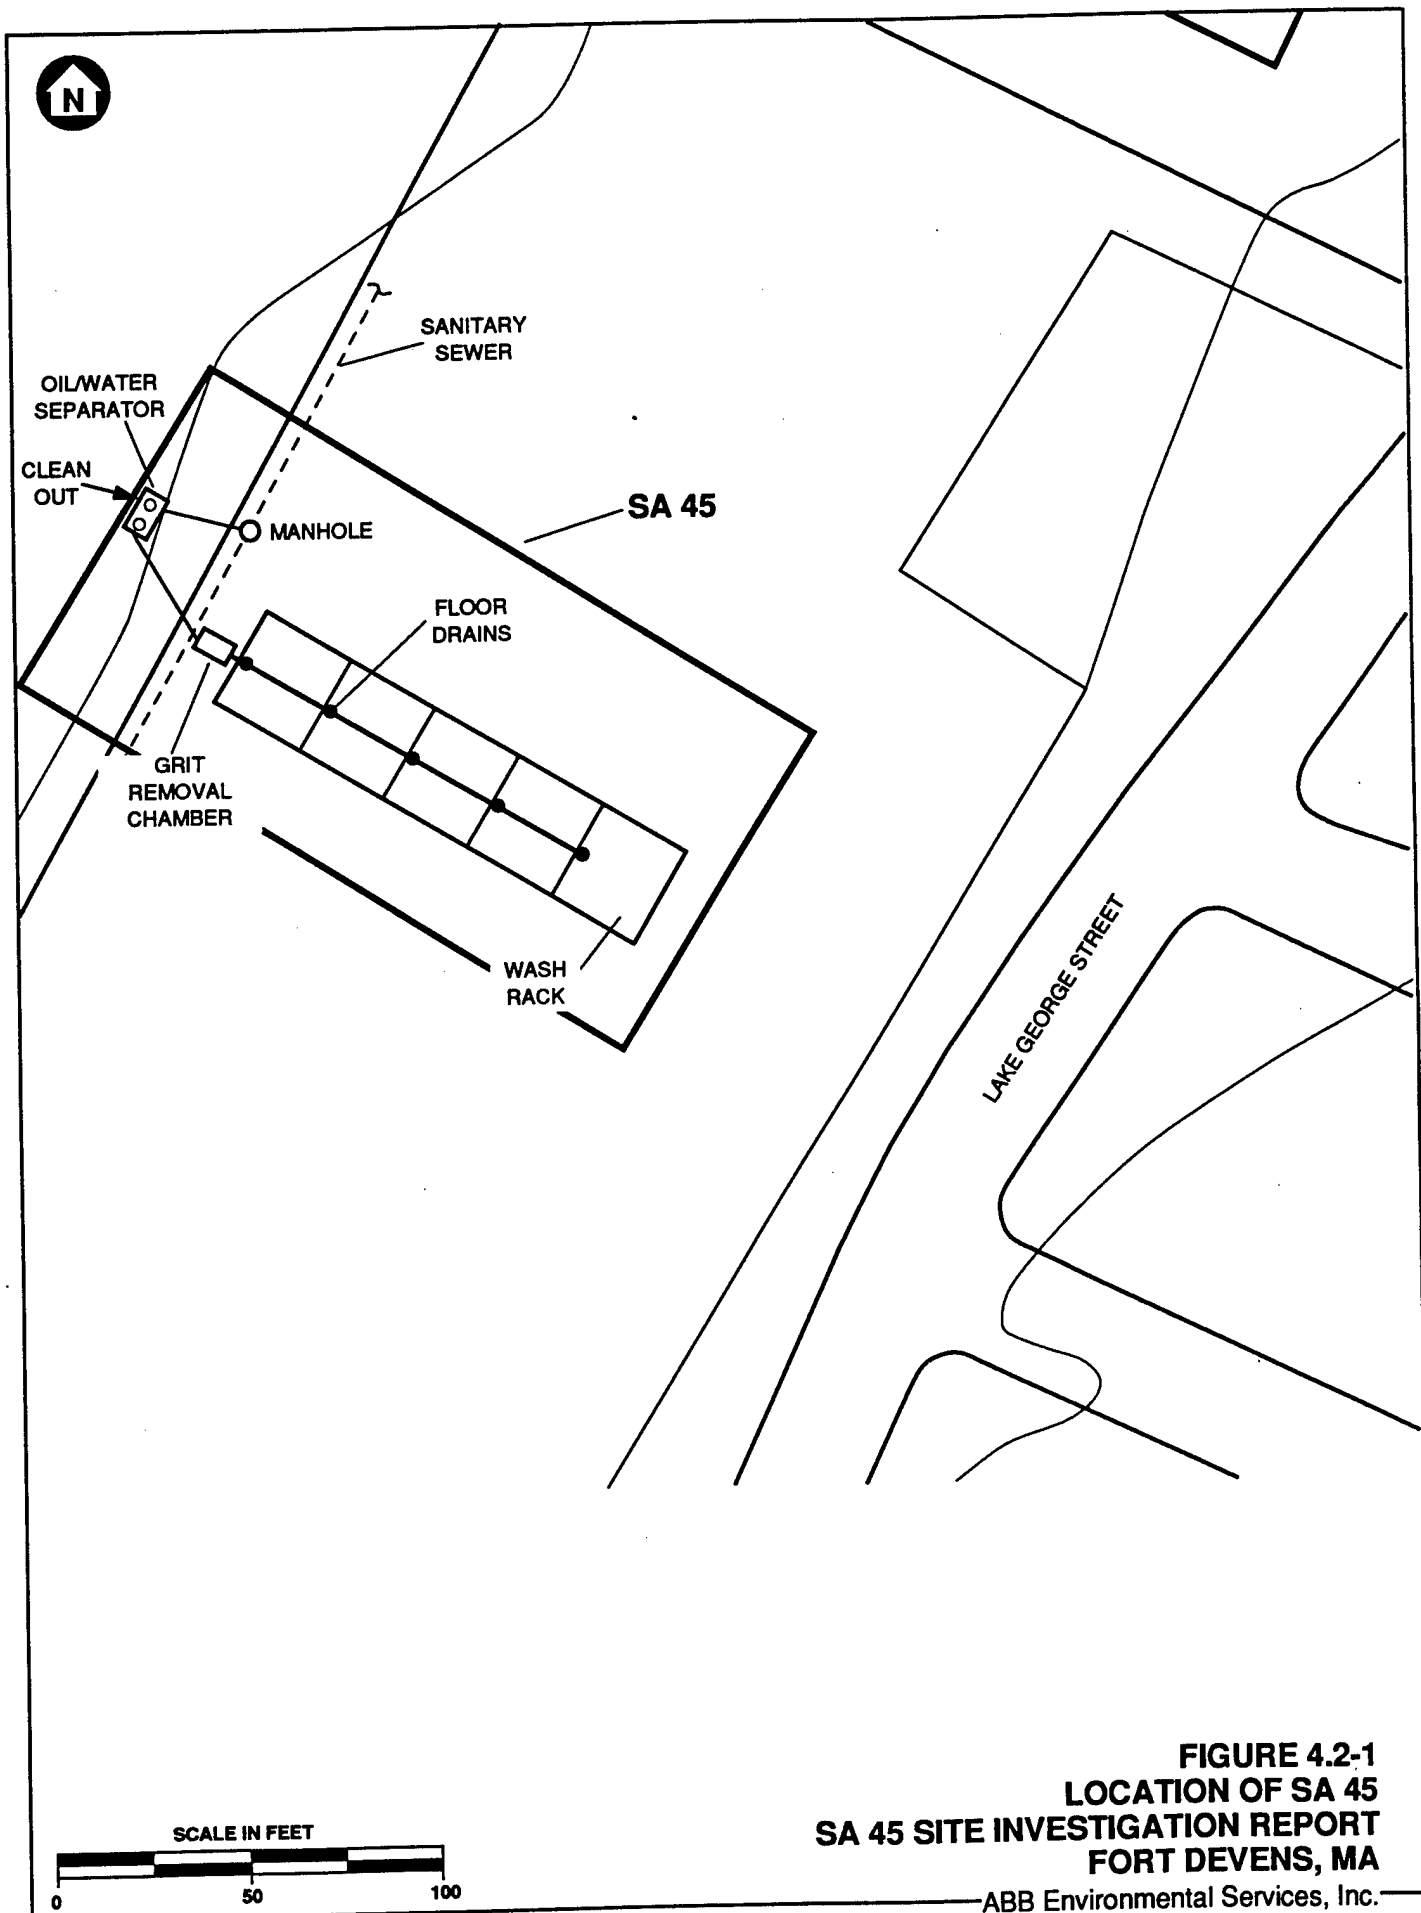 N
SANITARY
SEWER
OIL/WATER
SEPARATOR
CLEAN
OUT
SA 45
MANHOLE
FLOOR
DRAINS
GRIT
REMOVAL
CHAMBER
WASH
RACK
LAKE GEORGE STREET
FIGURE 4.2-1
LOCATION OF SA 45
SA 45 SITE INVESTIGATION REPORT
FORT DEVENS, MA
SCALE IN FEET
0 50 100
ABB Environmental Services, Inc.